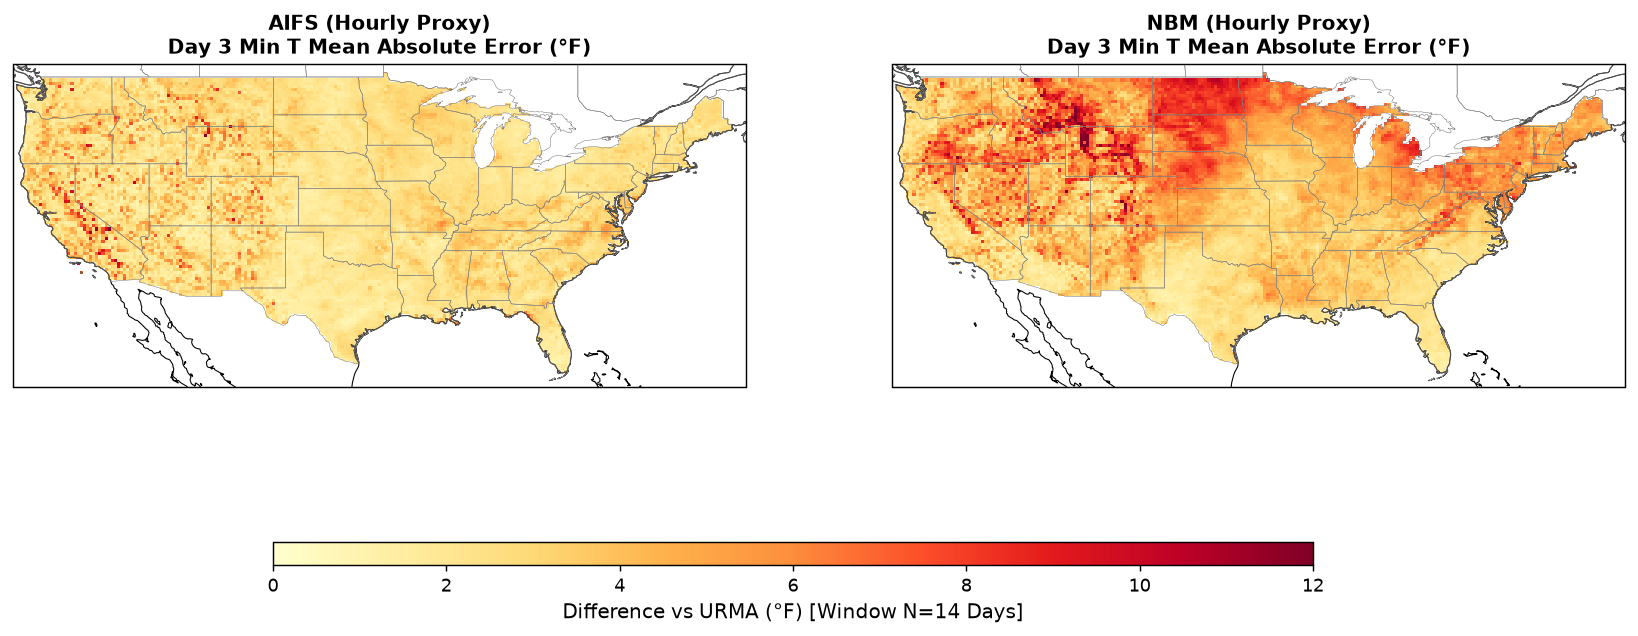 AIFS (Hourly Proxy)
Day 3 Min T Mean Absolute Error (°F)
NBM (Hourly Proxy)
Day 3 Min T Mean Absolute Error (°F)
0 2 4 6 8 10 12
Difference vs URMA (°F) [Window N=14 Days]